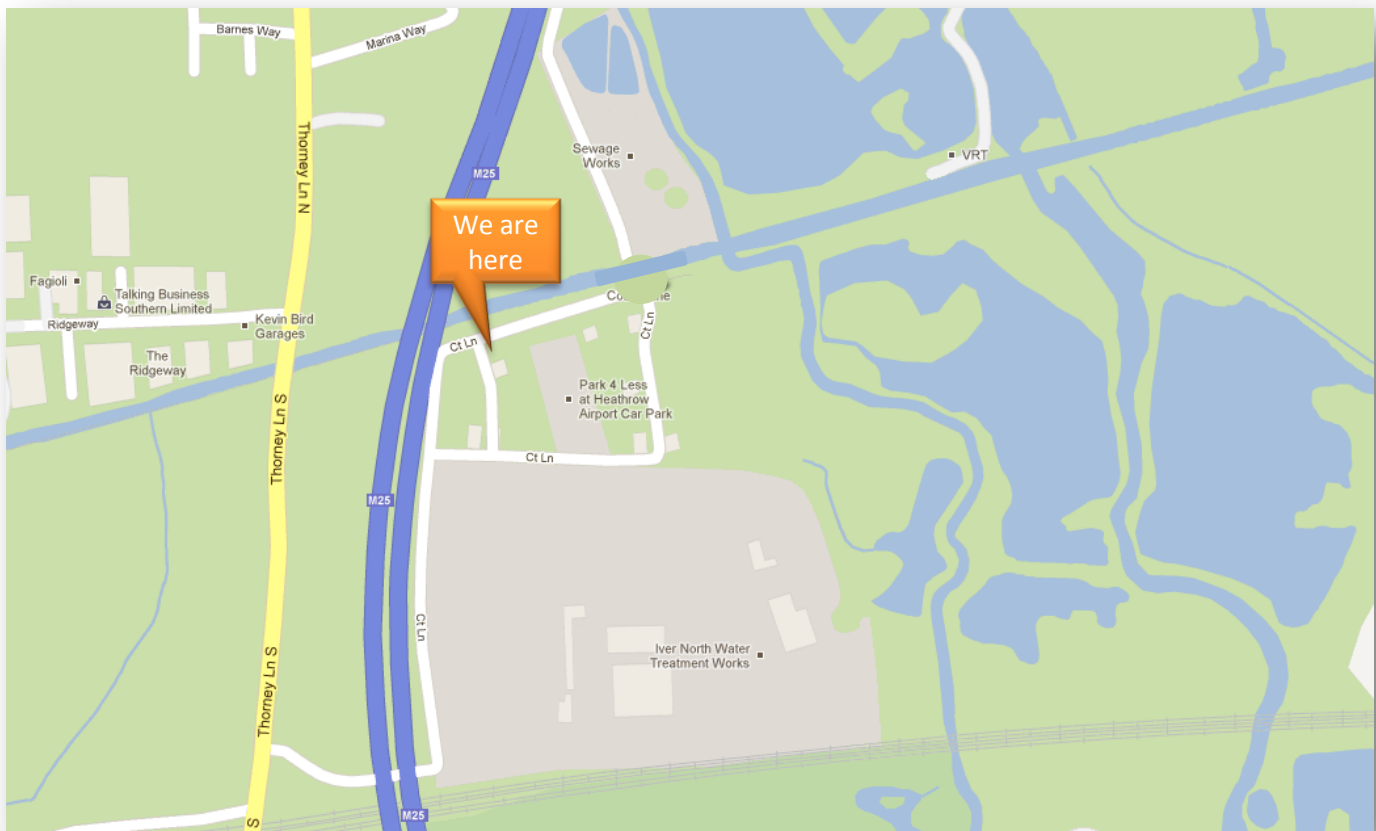 Barnes Way
Marina Way
Thorney Ln N
M25
Sewage
Works
VRT
We are
here
Fagioli
Talking Business
Southern Limited
Ridgeway
Kevin Bird
Garages
The
Ridgeway
Ct Ln
Ct Ln
Park 4 Less
at Heathrow
Airport Car Park
Thorney Ln S
Ct Ln
M25
Ct Ln
Iver North Water
Treatment Works
Thorney Ln S
M25
S